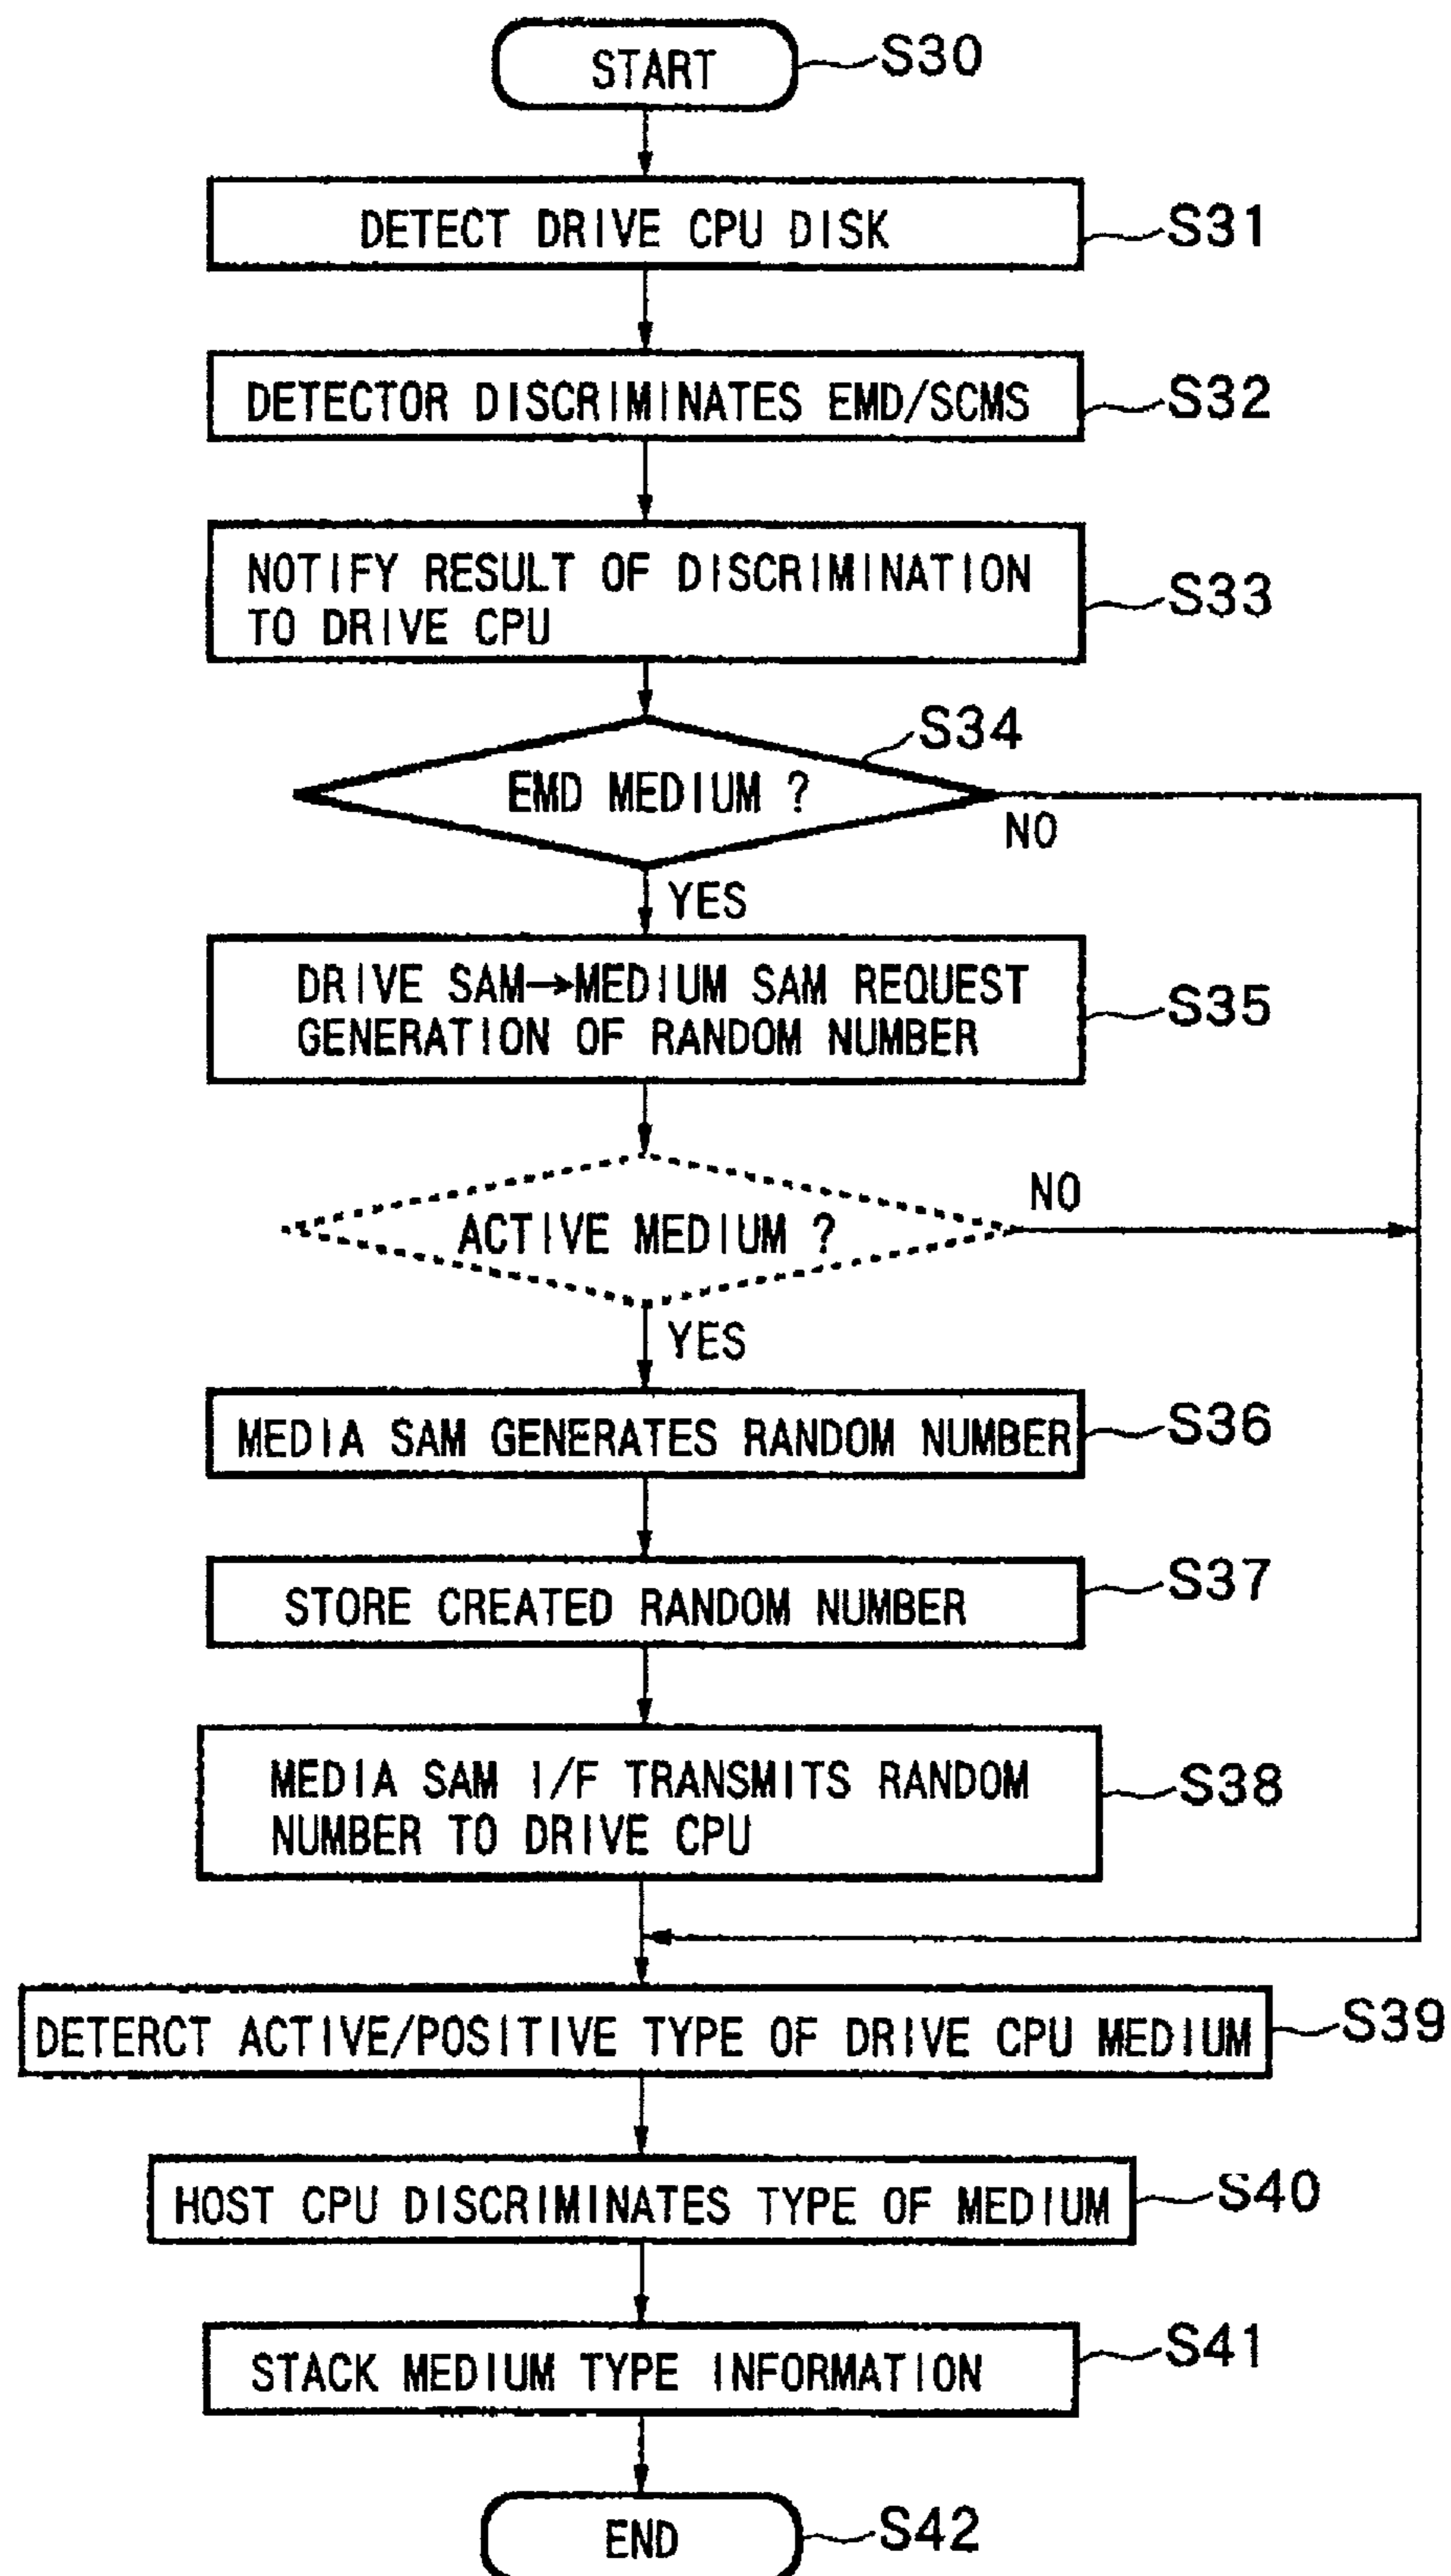 START
S30
DETECT DRIVE CPU DISK
S31
DETECTOR DISCRIMINATES EMD/SCMS
S32
NOTIFY RESULT OF DISCRIMINATION
TO DRIVE CPU
S33
S34
EMD MEDIUM ?
NO
YES
DRIVE SAM→MEDIUM SAM REQUEST
GENERATION OF RANDOM NUMBER
S35
ACTIVE MEDIUM ?
NO
YES
MEDIA SAM GENERATES RANDOM NUMBER
S36
STORE CREATED RANDOM NUMBER
S37
MEDIA SAM I/F TRANSMITS RANDOM
NUMBER TO DRIVE CPU
S38
DETERCT ACTIVE/POSITIVE TYPE OF DRIVE CPU MEDIUM
S39
HOST CPU DISCRIMINATES TYPE OF MEDIUM
S40
STACK MEDIUM TYPE INFORMATION
S41
END
S42